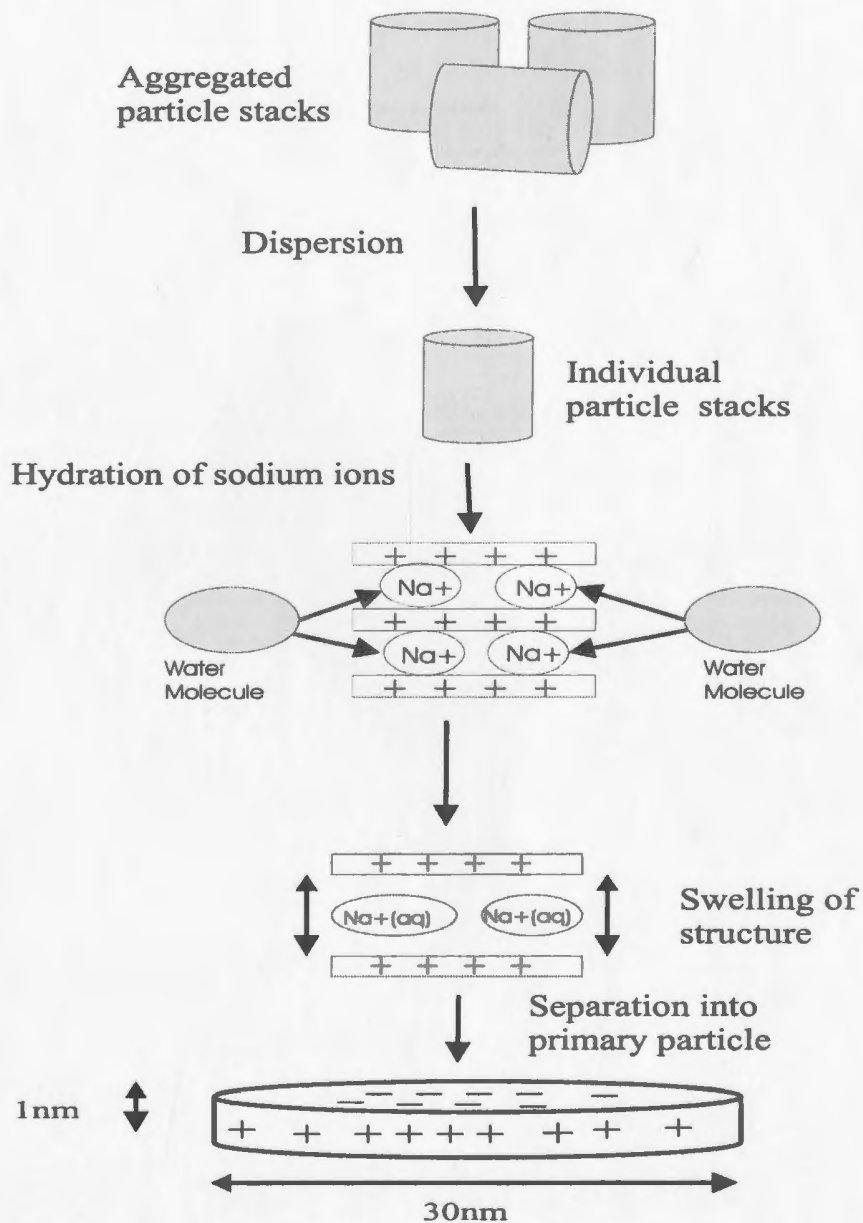 Aggregated
particle stacks
Dispersion
Individual
particle stacks
Hydration of sodium ions
+ + + +
Na+ Na+
+ + + +
Na+ Na+
+ + + +
Water
Molecule
Water
Molecule
+ + + +
Na+(aq) Na+(aq)
+ + + +
Swelling of
structure
Separation into
primary particle
— — — — — — — — —
1nm
+ + + + + + + + +
30nm